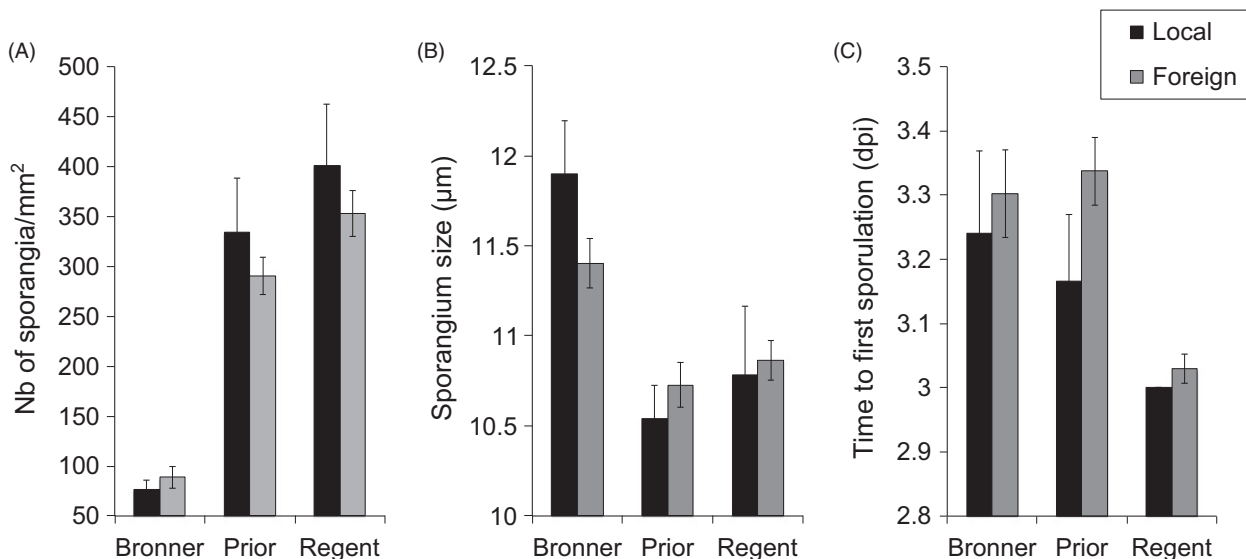 (A)
Nb of sporangia/mm²
500
450
400
350
300
250
200
150
100
50
Bronner Prior Regent
(B)
Sporangium size (µm)
12.5
12
11.5
11
10.5
10
Bronner Prior Regent
(C)
Time to first sporulation (dpi)
3.5
3.4
3.3
3.2
3.1
3
2.9
2.8
Bronner Prior Regent
Local
Foreign